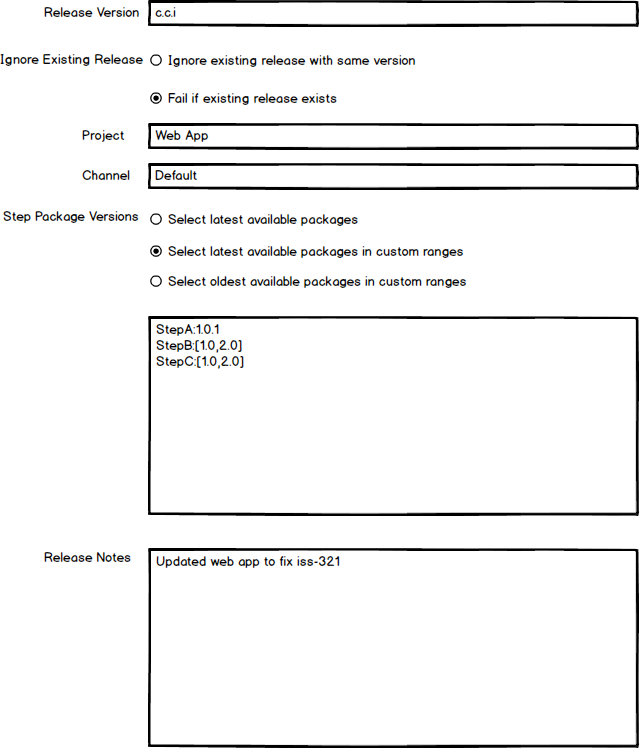 Release Version c.c.i
Ignore Existing Release Ignore existing release with same version
Fail if existing release exists
Project Web App
Channel Default
Step Package Versions Select latest available packages
Select latest available packages in custom ranges
Select oldest available packages in custom ranges
StepA:1.0.1
StepB:[1.0,2.0]
StepC:[1.0,2.0]
Release Notes Updated web app to fix iss-321